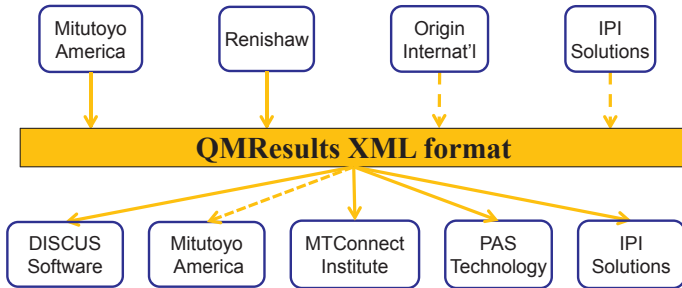 Mitutoyo
America
Renishaw
Origin
Internat'l
IPI
Solutions
QMResults XML format
DISCUS
Software
Mitutoyo
America
MTConnect
Institute
PAS
Technology
IPI
Solutions